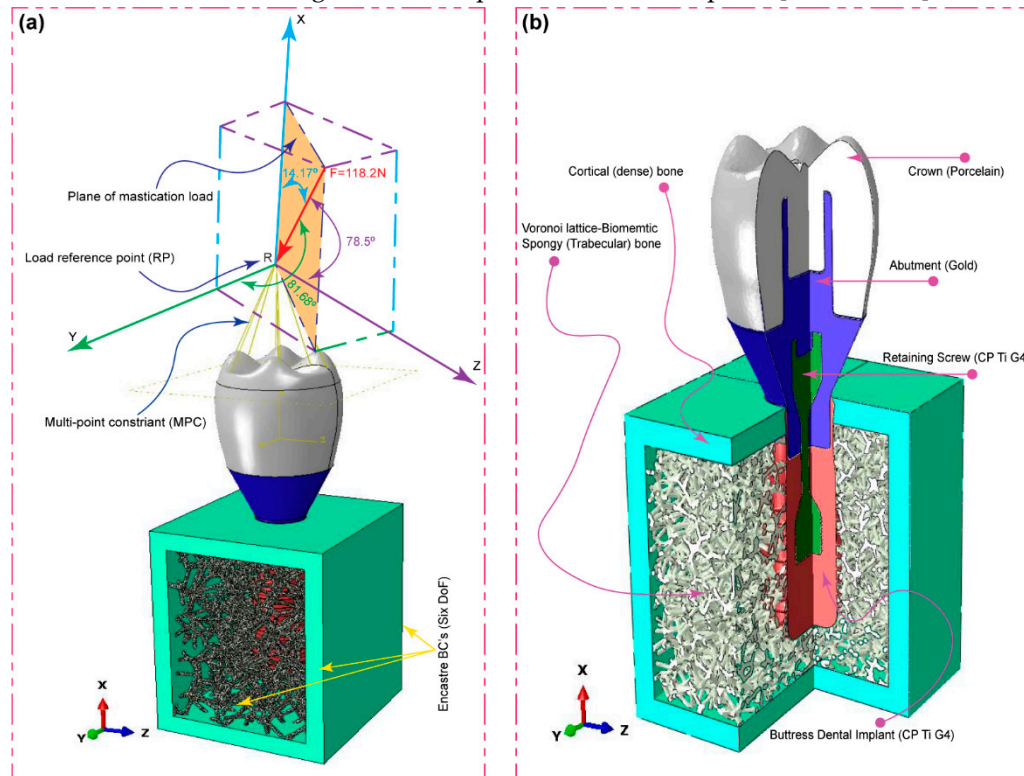 (a)
X
14.17º
F=118.2N
Plane of mastication load
78.5º
Load reference point (RP)
R
81.68º
Y
Z
Multi-point constriant (MPC)
Encastre BC's (Six DoF)
X
Y
Z
(b)
Cortical (dense) bone
Crown (Porcelain)
Voronoi lattice-Biomemtic
Spongy (Trabecular) bone
Abutment (Gold)
Retaining Screw (CP Ti G4
Buttress Dental Implant (CP Ti G4)
X
Y
Z